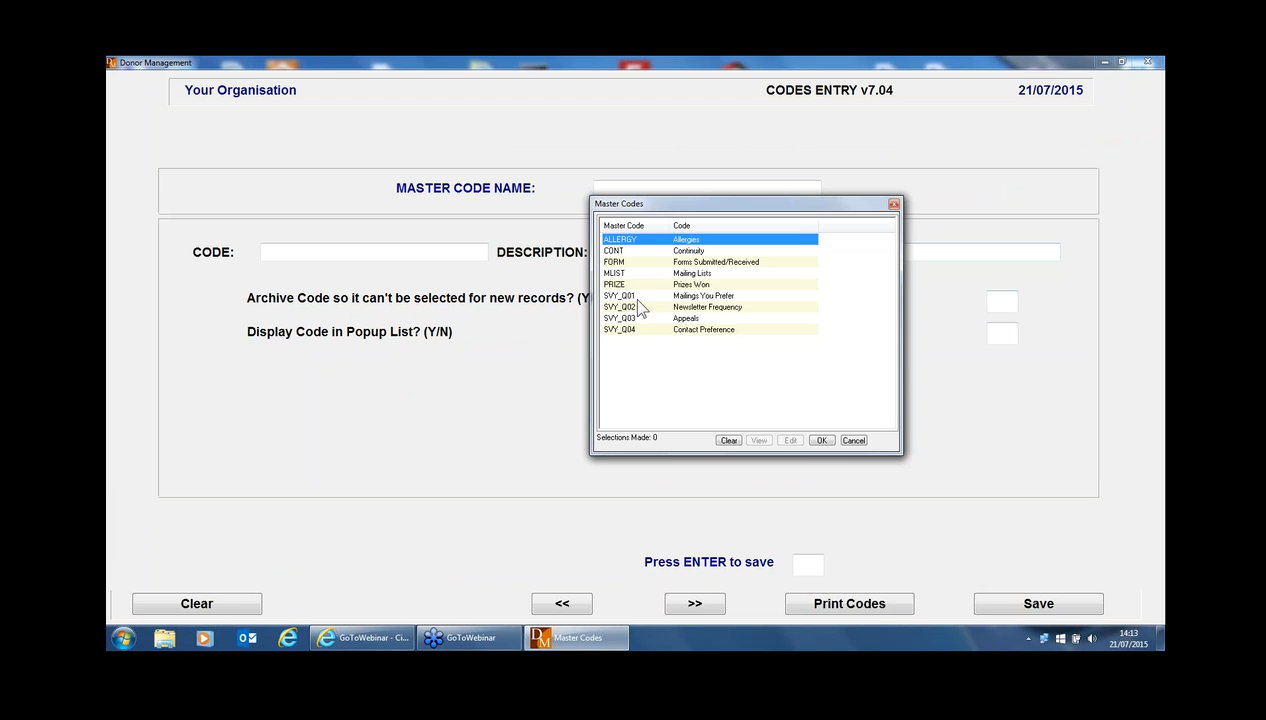 Donor Management
Your Organisation CODES ENTRY v7.04 21/07/2015
MASTER CODE NAME:
Master Codes
Master Code Code
ALLERGY Allergies
CONT Continuity
FORM Forms Submitted/Received
MLIST Mailing Lists
PRIZE Prizes Won
SVY_Q01 Mailings You Prefer
SVY_Q02 Newsletter Frequency
SVY_Q03 Appeals
SVY_Q04 Contact Preference
Selections Made: 0 Clear View Edit OK Cancel
CODE: DESCRIPTION:
Archive Code so it can't be selected for new records? (Y
Display Code in Popup List? (Y/N)
Press ENTER to save
Clear << >> Print Codes Save
GoToWebinar - Ci... GoToWebinar Master Codes 14:13
21/07/2015